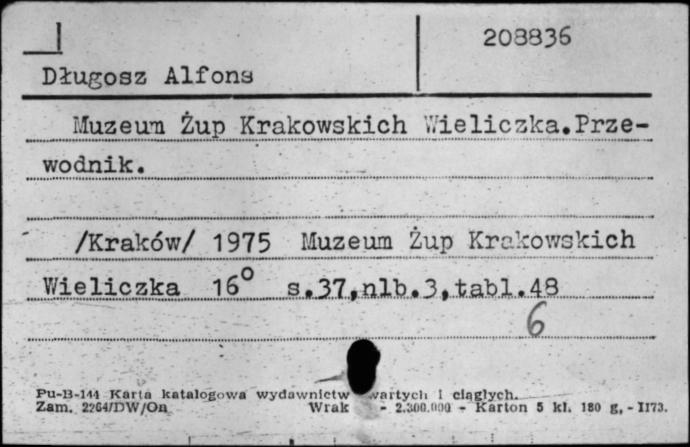 208836
Długosz Alfons
Muzeum Żup Krakowskich Wieliczka.Prze-
wodnik.
/Kraków/ 1975 Muzeum Żup Krakowskich
Wieliczka 16° s.37,nlb.3,tabl.48
6
Pu-B-144 Karta katalogowa wydawnictw zwartych i ciągłych.
Zam. 2264/DW/On Wrak - 2.300.000 - Karton 5 kl. 180 g, - II73.